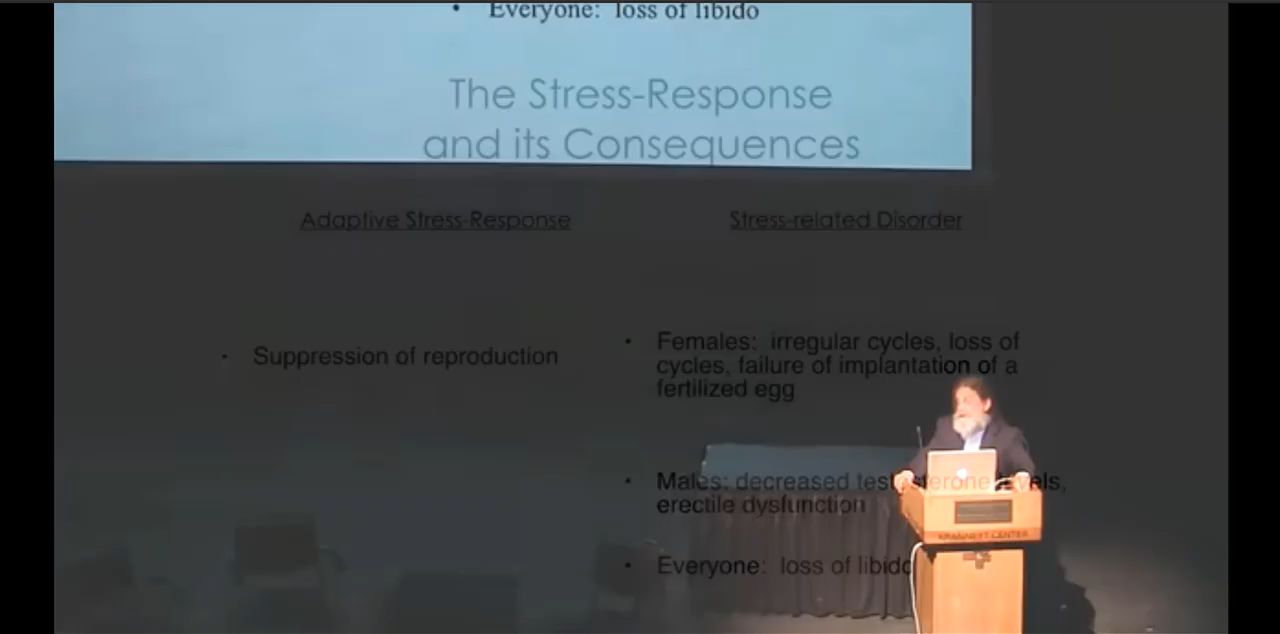 • Everyone: loss of libido
The Stress-Response
and its Consequences
Adaptive Stress-Response
Stress-related Disorder
• Suppression of reproduction
• Females: irregular cycles, loss of
cycles, failure of implantation of a
fertilized egg
• Males: decreased testosterone levels,
erectile dysfunction
• Everyone: loss of libido
KRANNERT CENTER